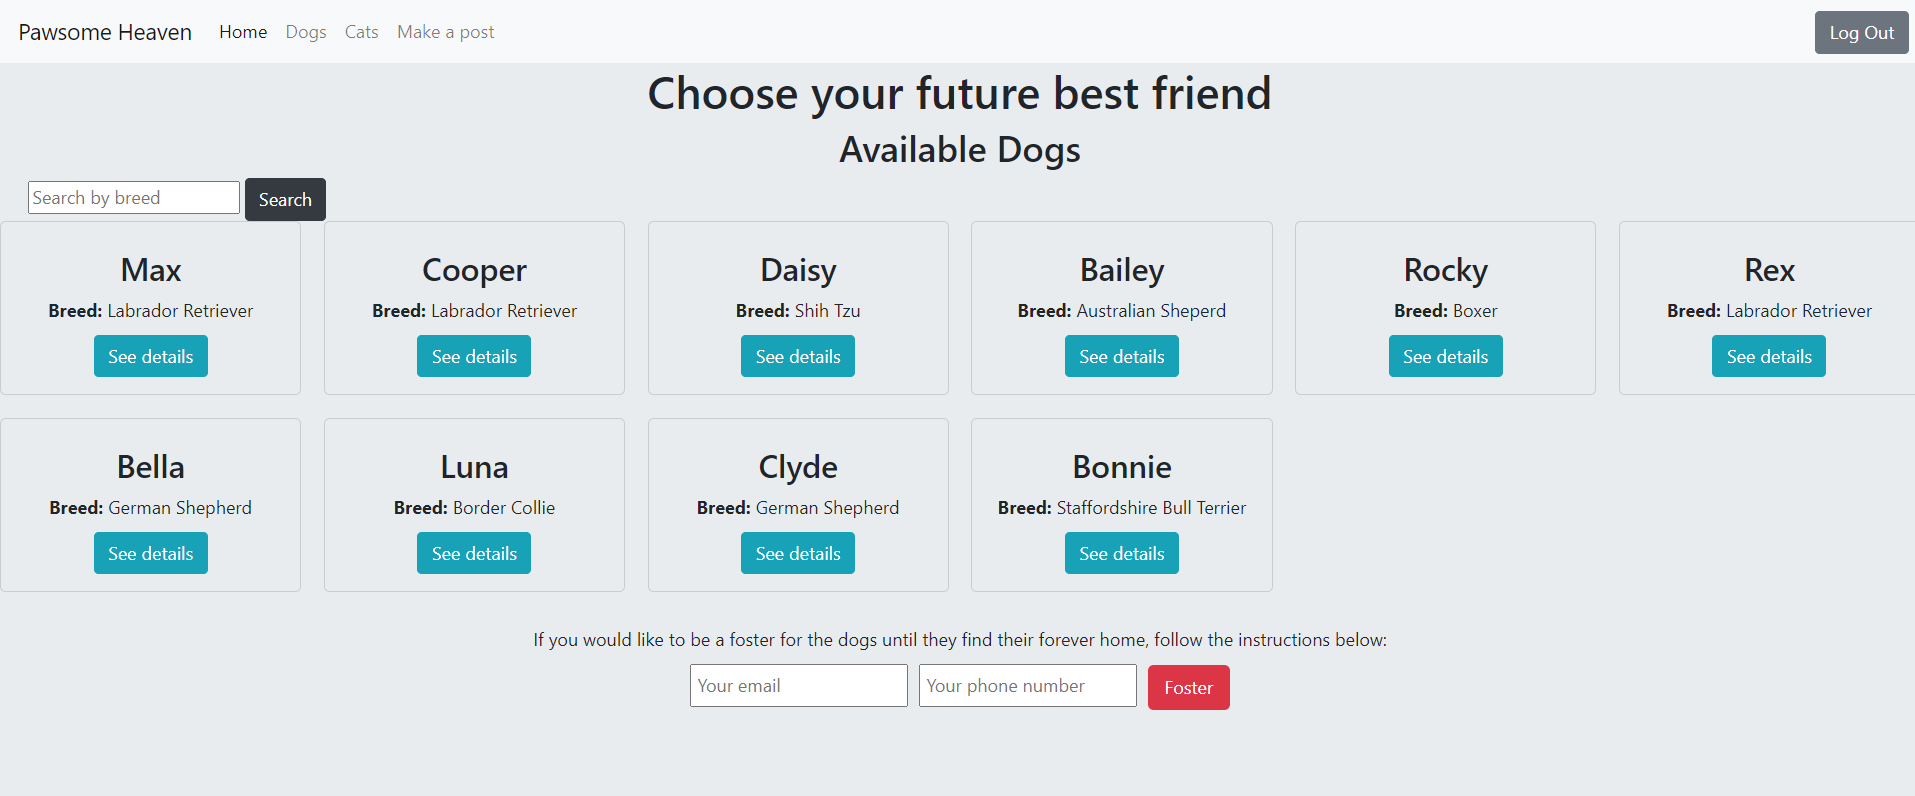 Pawsome Heaven Home Dogs Cats Make a post Log Out
Choose your future best friend
Available Dogs
Search by breed Search
Max Cooper Daisy Bailey Rocky Rex
Breed: Labrador Retriever Breed: Labrador Retriever Breed: Shih Tzu Breed: Australian Sheperd Breed: Boxer Breed: Labrador Retriever
See details See details See details See details See details See details
Bella Luna Clyde Bonnie
Breed: German Shepherd Breed: Border Collie Breed: German Shepherd Breed: Staffordshire Bull Terrier
See details See details See details See details
If you would like to be a foster for the dogs until they find their forever home, follow the instructions below:
Your email Your phone number Foster